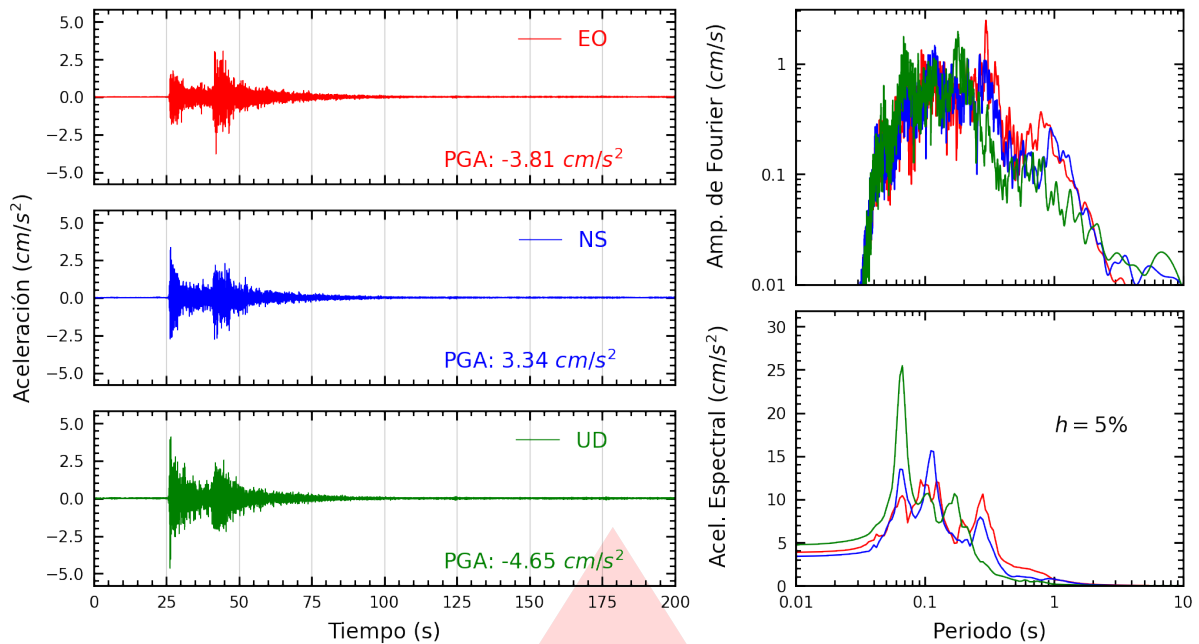 Aceleración (cm/s²)
5.0
2.5
0.0
−2.5
−5.0
EO
PGA: -3.81 cm/s²
5.0
2.5
0.0
−2.5
−5.0
NS
PGA: 3.34 cm/s²
5.0
2.5
0.0
−2.5
−5.0
UD
PGA: -4.65 cm/s²
0 25 50 75 100 125 150 175 200
Tiempo (s)
Amp. de Fourier (cm/s)
1
0.1
0.01
Acel. Espectral (cm/s²)
30
25
20
15
10
5
0
h = 5%
0.01 0.1 1 10
Periodo (s)